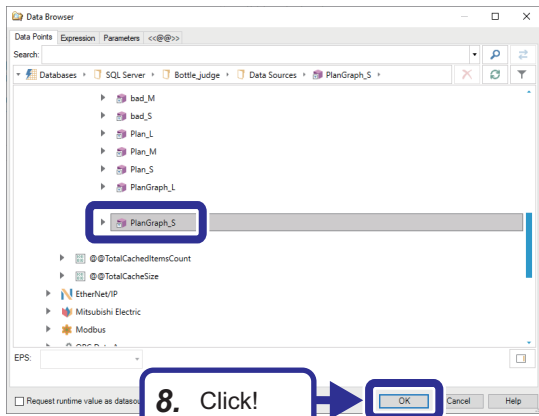 Data Browser
Data Points Expression Parameters <<@@>>
Search:
Databases SQL Server Bottle_judge Data Sources PlanGraph_S
bad_M
bad_S
Plan_L
Plan_M
Plan_S
PlanGraph_L
PlanGraph_S
@@TotalCachedItemsCount
@@TotalCacheSize
EtherNet/IP
Mitsubishi Electric
Modbus
EPS:
8. Click!
Request runtime value as OK Cancel Help